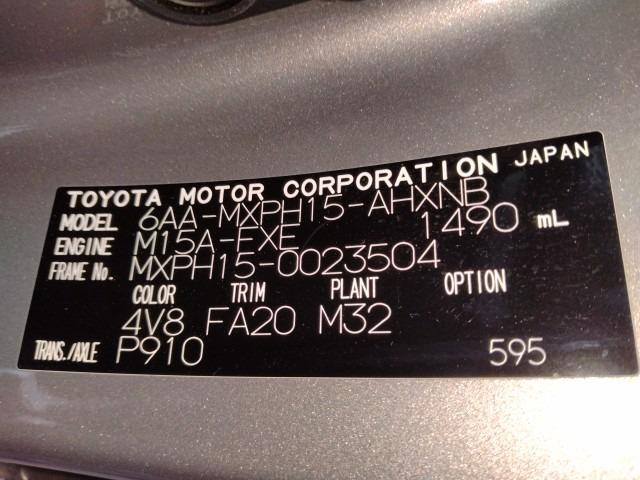 TOYOTA MOTOR CORPORATION JAPAN
MODEL 6AA-MXPH15-AHXNB
ENGINE M15A-FXE 1490 mL
FRAME No. MXPH15-0023504
COLOR TRIM PLANT OPTION
4V8 FA20 M32
TRANS./AXLE P910 595